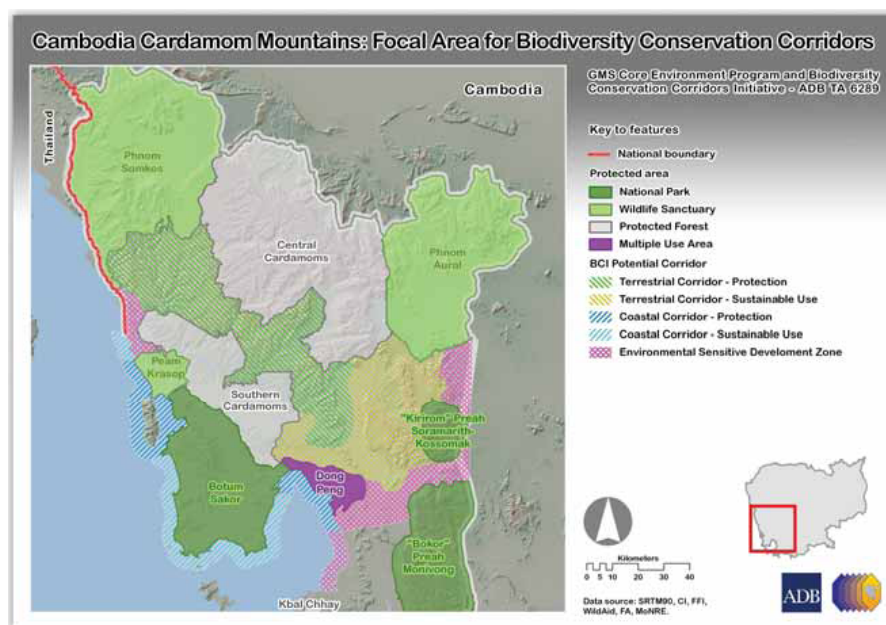 Cambodia Cardamom Mountains: Focal Area for Biodiversity Conservation Corridors
GMS Core Environment Program and Biodiversity
Conservation Corridors Initiative - ADB TA 6289
Cambodia
Thailand
Phnom
Somkos
Central
Cardamoms
Phnom
Aural
Peam
Krasop
Southern
Cardamoms
"Kirirom" Preah
Soramarith-
Kossomak
Botum
Sakor
Dong
Peng
"Bokor"
Preah
Monivong
Kbal Chhay
Key to features
National boundary
Protected area
National Park
Wildlife Sanctuary
Protected Forest
Multiple Use Area
BCI Potential Corridor
Terrestrial Corridor - Protection
Terrestrial Corridor - Sustainable Use
Coastal Corridor - Protection
Coastal Corridor - Sustainable Use
Environmental Sensitive Develoment Zone
Kilometers
0 5 10 20 30 40
Data source: SRTM90, CI, FFI,
WildAid, FA, MoNRE.
ADB